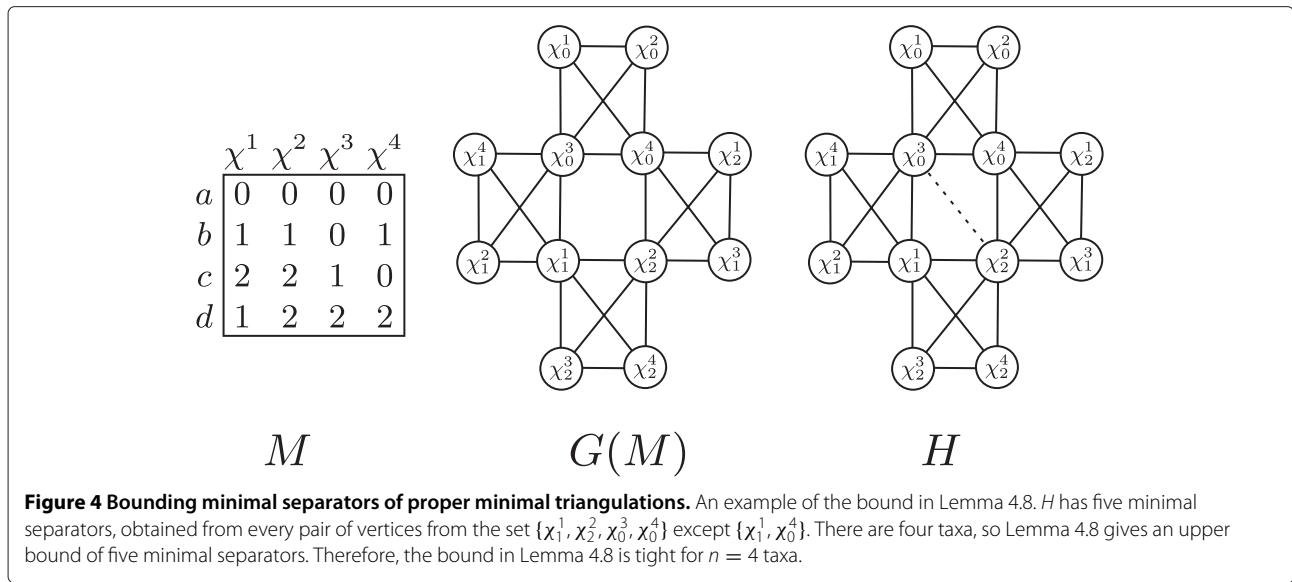 χ¹ χ² χ³ χ⁴
a 0 0 0 0
b 1 1 0 1
c 2 2 1 0
d 1 2 2 2
M
χ₀¹ χ₀²
χ₁⁴ χ₀³ χ₀⁴ χ₂¹
χ₁² χ₁¹ χ₂² χ₁³
χ₂³ χ₂⁴
G(M)
χ₀¹ χ₀²
χ₁⁴ χ₀³ χ₀⁴ χ₂¹
χ₁² χ₁¹ χ₂² χ₁³
χ₂³ χ₂⁴
H
Figure 4 Bounding minimal separators of proper minimal triangulations. An example of the bound in Lemma 4.8. H has five minimal
separators, obtained from every pair of vertices from the set {χ₁¹, χ₂², χ₀³, χ₀⁴} except {χ₁¹, χ₀⁴}. There are four taxa, so Lemma 4.8 gives an upper
bound of five minimal separators. Therefore, the bound in Lemma 4.8 is tight for n = 4 taxa.